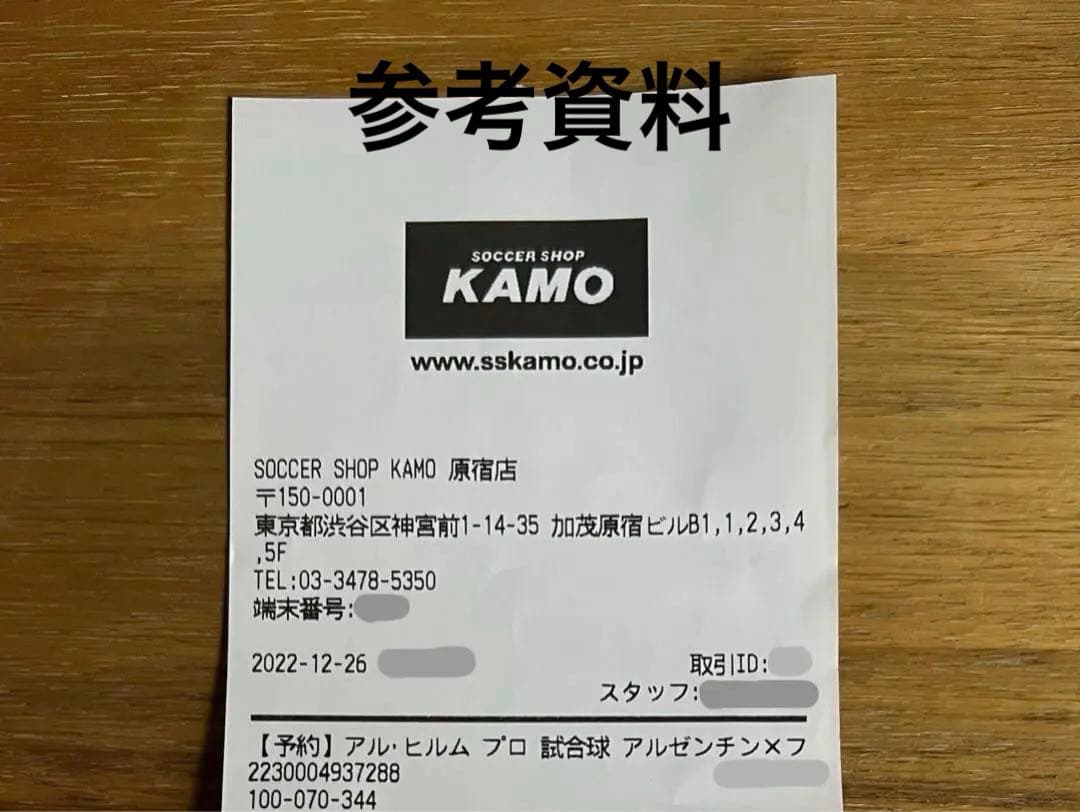 参考資料
SOCCER SHOP
KAMO
www.sskamo.co.jp
SOCCER SHOP KAMO 原宿店
〒150-0001
東京都渋谷区神宮前1-14-35 加茂原宿ビルB1,1,2,3,4
,5F
TEL:03-3478-5350
端末番号:
2022-12-26 取引ID:
スタッフ:
【予約】アル・ヒルム プロ 試合球 アルゼンチン×フ
2230004937288
100-070-344